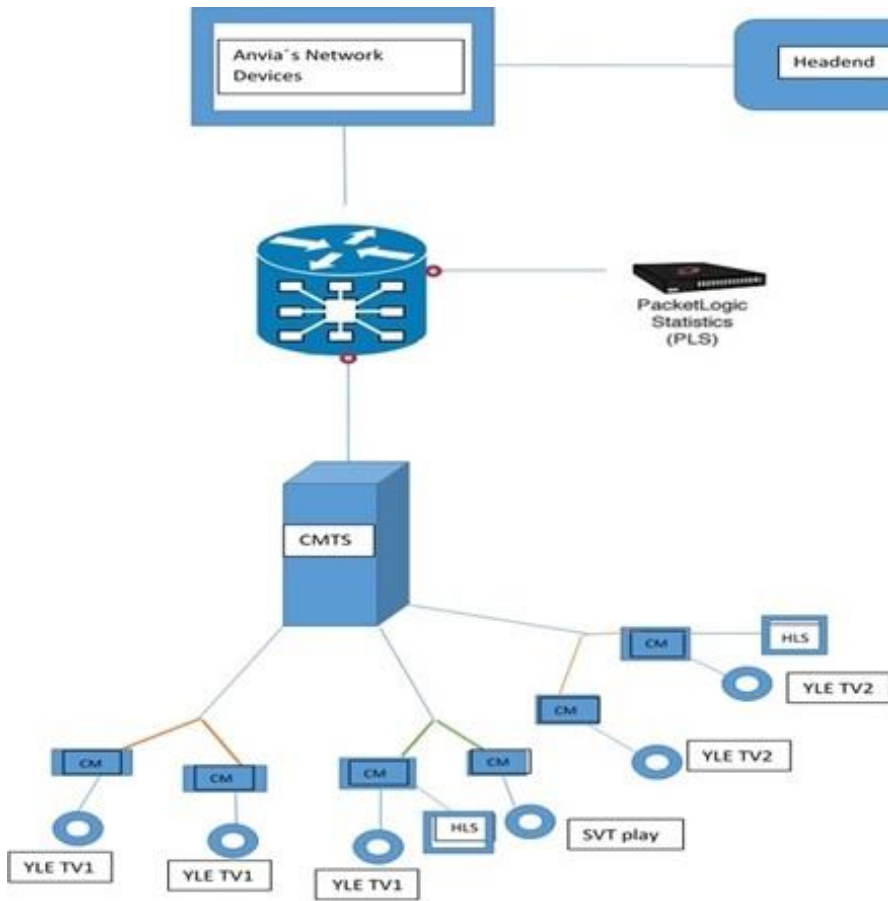 Anvia´s Network
Devices
Headend
PacketLogic
Statistics
(PLS)
CMTS
CM
HLS
YLE TV2
CM
YLE TV2
CM
CM
CM
CM
HLS
SVT play
YLE TV1
YLE TV1
YLE TV1